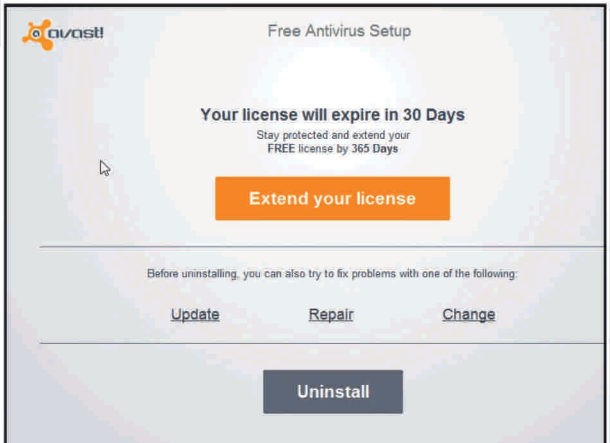 avast!
Free Antivirus Setup
Your license will expire in 30 Days
Stay protected and extend your
FREE license by 365 Days
Extend your license
Before uninstalling, you can also try to fix problems with one of the following:
Update Repair Change
Uninstall